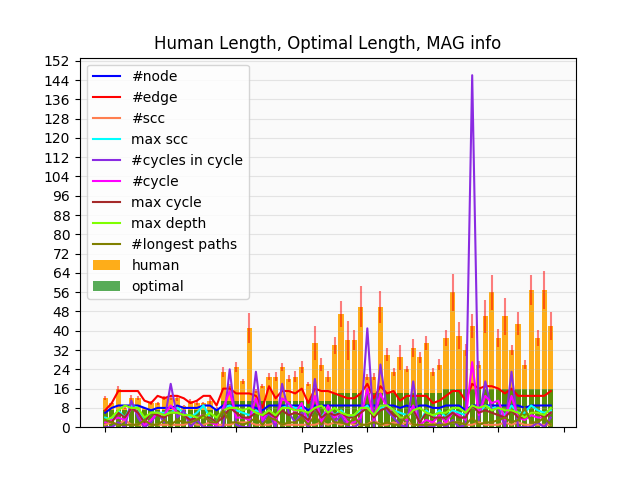 Human Length, Optimal Length, MAG info
152
144
136
128
120
112
104
96
88
80
72
64
56
48
40
32
24
16
8
0
#node
#edge
#scc
max scc
#cycles in cycle
#cycle
max cycle
max depth
#longest paths
human
optimal
Puzzles